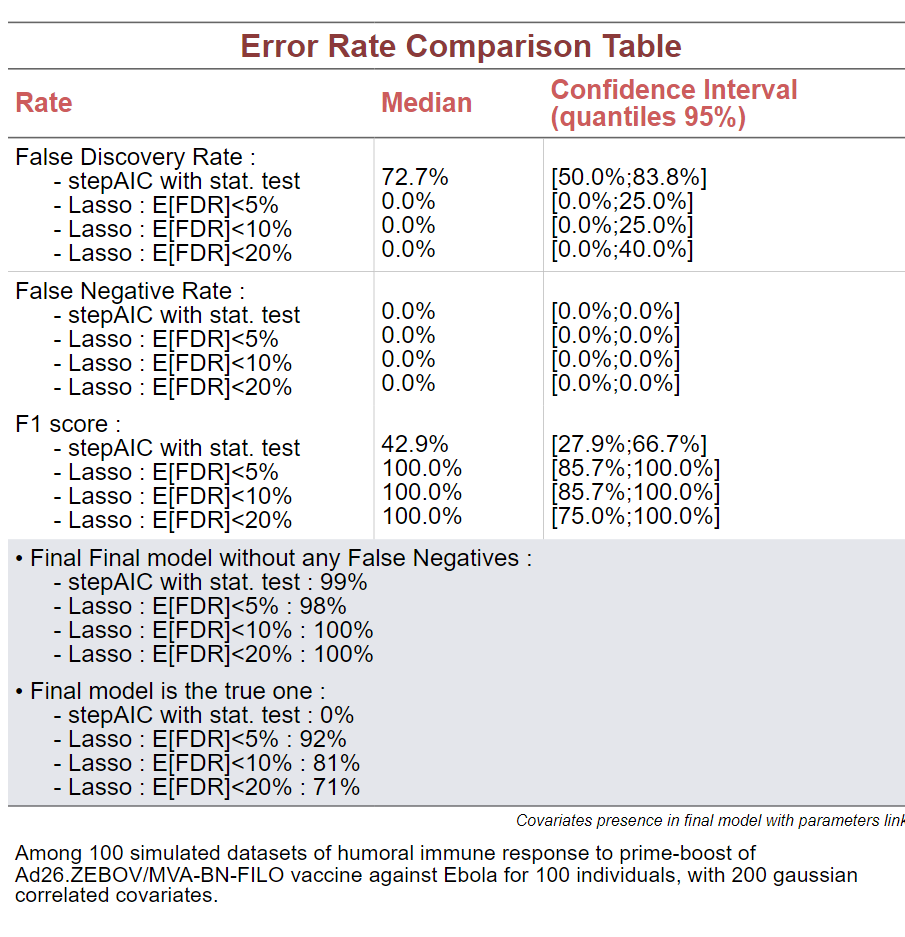 Error Rate Comparison Table
Rate Median Confidence Interval
(quantiles 95%)
False Discovery Rate :
- stepAIC with stat. test 72.7% [50.0%;83.8%]
- Lasso : E[FDR]<5% 0.0% [0.0%;25.0%]
- Lasso : E[FDR]<10% 0.0% [0.0%;25.0%]
- Lasso : E[FDR]<20% 0.0% [0.0%;40.0%]
False Negative Rate :
- stepAIC with stat. test 0.0% [0.0%;0.0%]
- Lasso : E[FDR]<5% 0.0% [0.0%;0.0%]
- Lasso : E[FDR]<10% 0.0% [0.0%;0.0%]
- Lasso : E[FDR]<20% 0.0% [0.0%;0.0%]
F1 score :
- stepAIC with stat. test 42.9% [27.9%;66.7%]
- Lasso : E[FDR]<5% 100.0% [85.7%;100.0%]
- Lasso : E[FDR]<10% 100.0% [85.7%;100.0%]
- Lasso : E[FDR]<20% 100.0% [75.0%;100.0%]
• Final Final model without any False Negatives :
- stepAIC with stat. test : 99%
- Lasso : E[FDR]<5% : 98%
- Lasso : E[FDR]<10% : 100%
- Lasso : E[FDR]<20% : 100%
• Final model is the true one :
- stepAIC with stat. test : 0%
- Lasso : E[FDR]<5% : 92%
- Lasso : E[FDR]<10% : 81%
- Lasso : E[FDR]<20% : 71%
Covariates presence in final model with parameters link
Among 100 simulated datasets of humoral immune response to prime-boost of
Ad26.ZEBOV/MVA-BN-FILO vaccine against Ebola for 100 individuals, with 200 gaussian
correlated covariates.